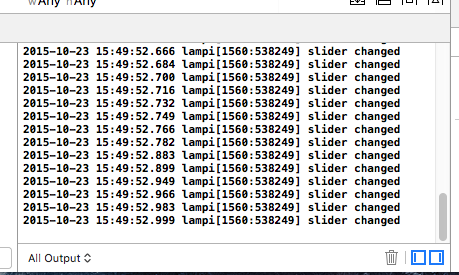 wAny hAny
2015-10-23 15:49:52.666 lampi[1560:538249] slider changed
2015-10-23 15:49:52.684 lampi[1560:538249] slider changed
2015-10-23 15:49:52.700 lampi[1560:538249] slider changed
2015-10-23 15:49:52.716 lampi[1560:538249] slider changed
2015-10-23 15:49:52.732 lampi[1560:538249] slider changed
2015-10-23 15:49:52.749 lampi[1560:538249] slider changed
2015-10-23 15:49:52.766 lampi[1560:538249] slider changed
2015-10-23 15:49:52.782 lampi[1560:538249] slider changed
2015-10-23 15:49:52.883 lampi[1560:538249] slider changed
2015-10-23 15:49:52.899 lampi[1560:538249] slider changed
2015-10-23 15:49:52.949 lampi[1560:538249] slider changed
2015-10-23 15:49:52.966 lampi[1560:538249] slider changed
2015-10-23 15:49:52.983 lampi[1560:538249] slider changed
2015-10-23 15:49:52.999 lampi[1560:538249] slider changed
All Output